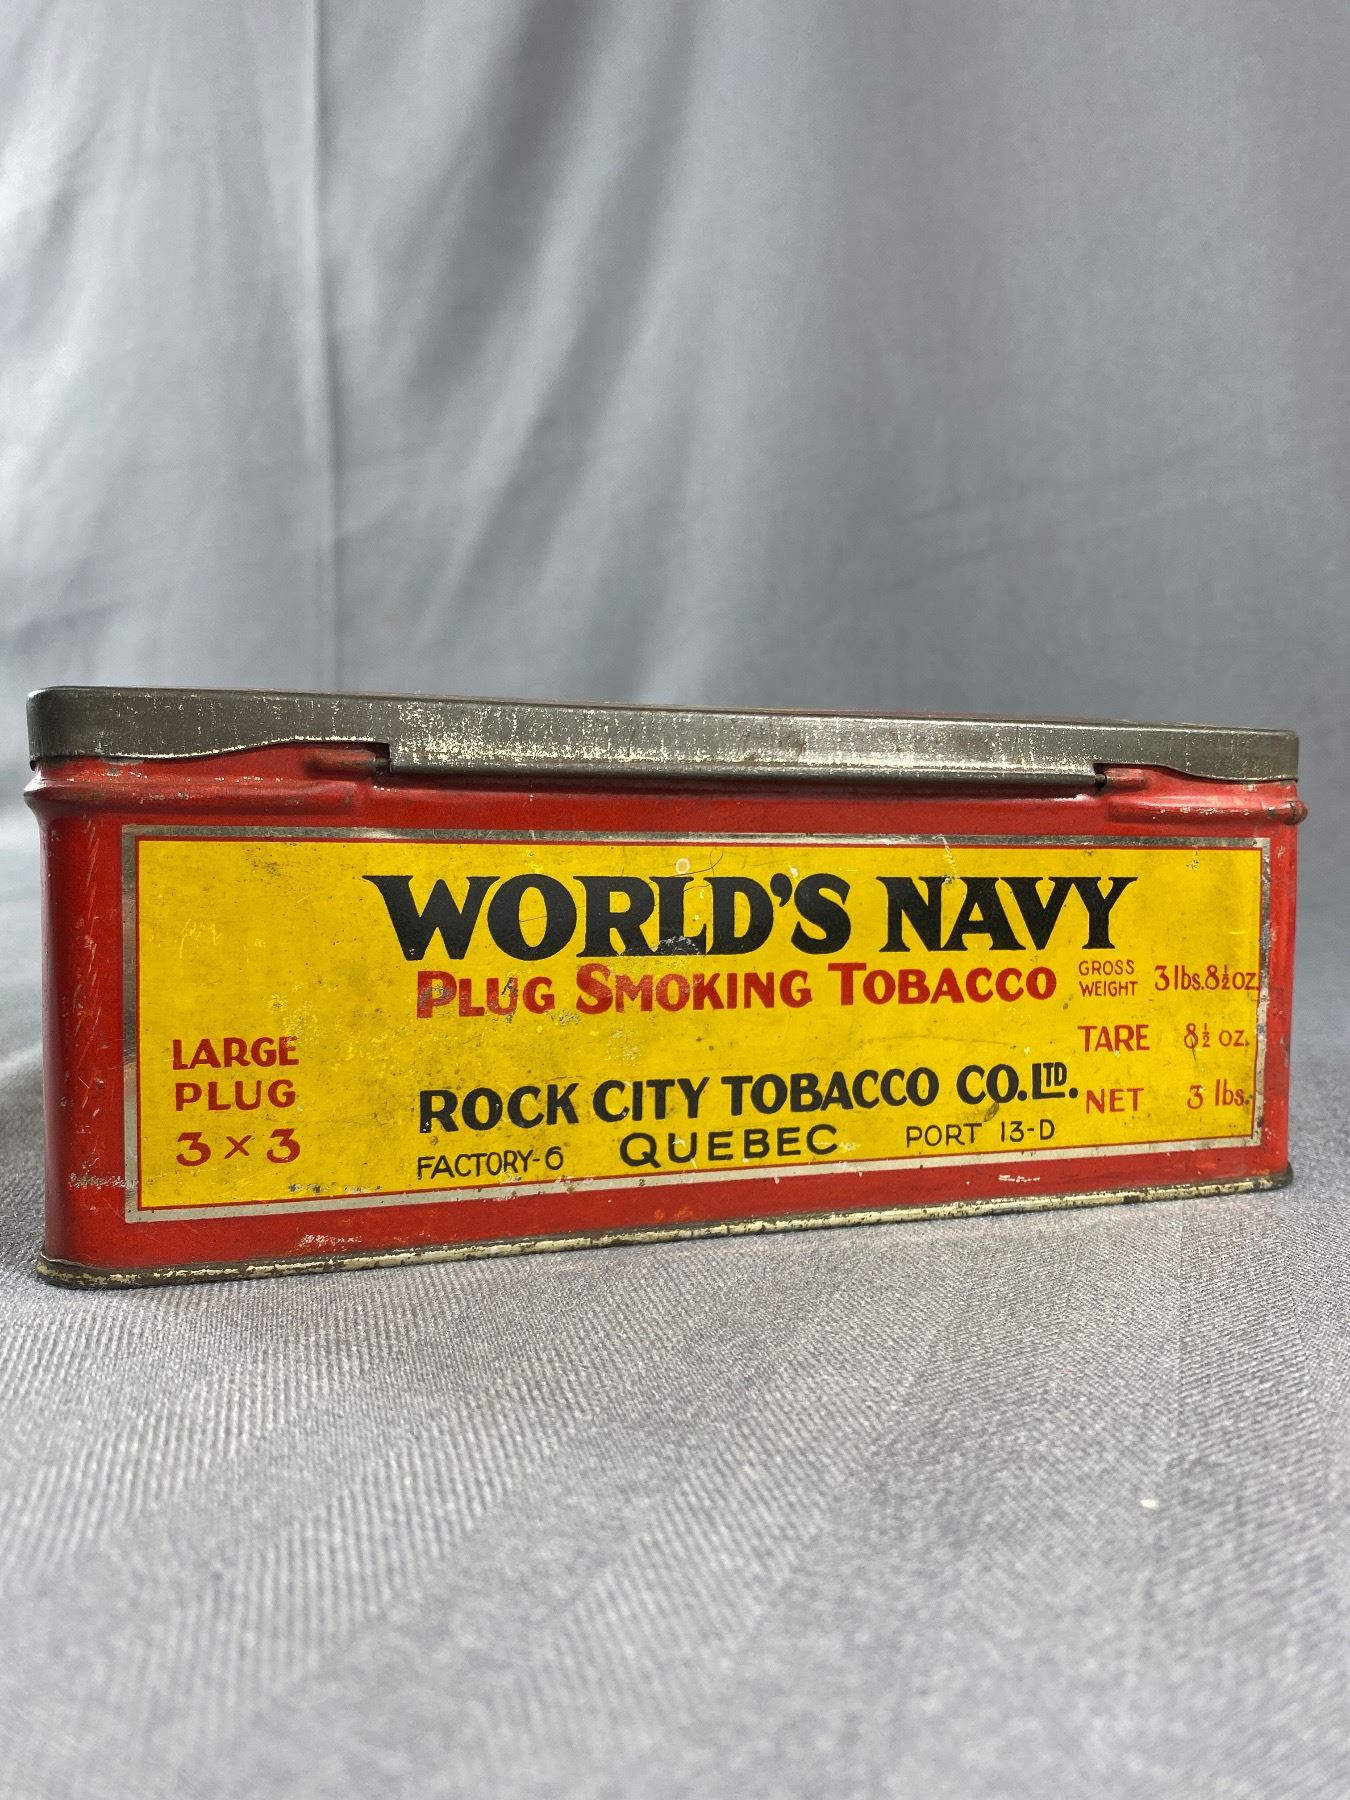 WORLD'S NAVY
PLUG SMOKING TOBACCO
GROSS WEIGHT 3 lbs. 8½ oz.
TARE 8½ oz.
NET 3 lbs.
LARGE
PLUG
3 × 3
ROCK CITY TOBACCO CO. LTD.
FACTORY-6 QUEBEC PORT 13-D